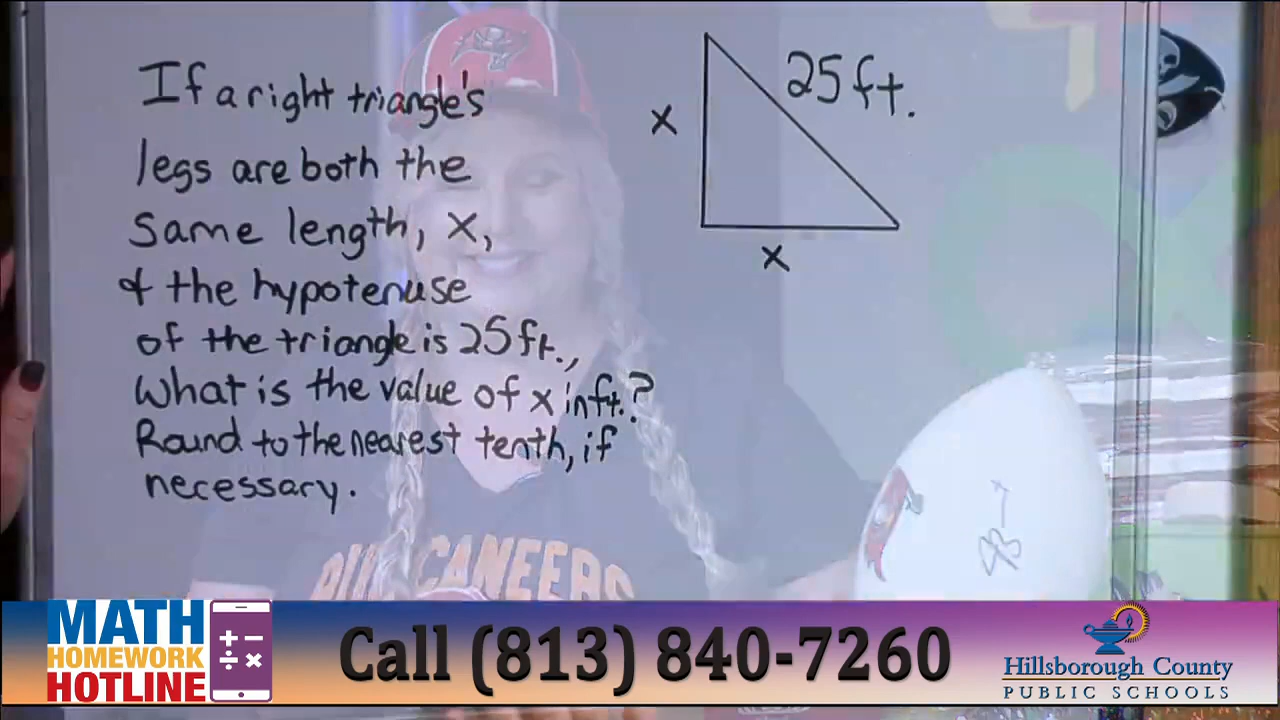 If a right triangle's
legs are both the
same length, x,
& the hypotenuse
of the triangle is 25 ft.,
What is the value of x in ft.?
Round to the nearest tenth, if
necessary.
25 ft.
x
x
BUCCANEERS
MATH
HOMEWORK
HOTLINE
+ −
÷ ×
Call (813) 840-7260
Hillsborough County
PUBLIC SCHOOLS